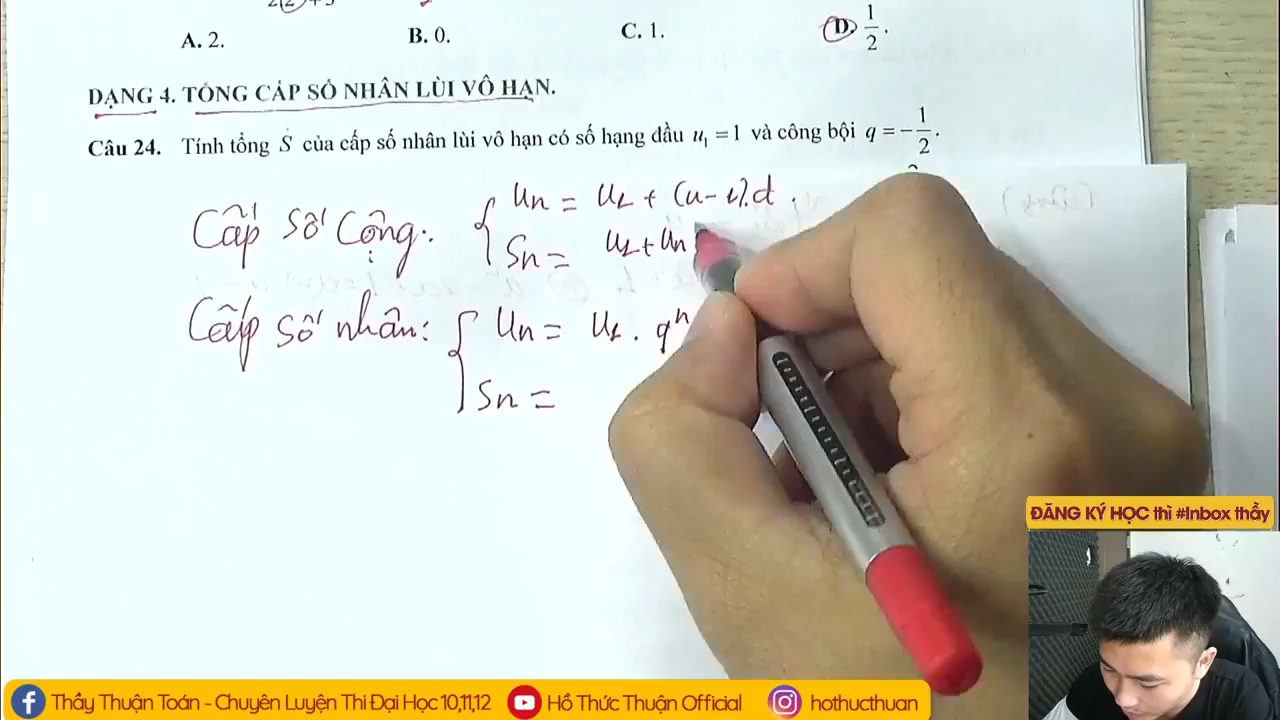 A. 2. B. 0. C. 1. D. 1/2.
DẠNG 4. TỔNG CẤP SỐ NHÂN LÙI VÔ HẠN.
Câu 24. Tính tổng S của cấp số nhân lùi vô hạn có số hạng đầu u₁ = 1 và công bội q = -1/2.
Cấp số Cộng: { Un = U1 + (n-1).d.
Sn = U1+Un
Cấp số nhân: { Un = U1 . qⁿ
Sn =
ĐĂNG KÝ HỌC thì #Inbox thầy
Thầy Thuận Toán - Chuyên Luyện Thi Đại Học 10,11,12 Hồ Thức Thuận Official hothucthuan